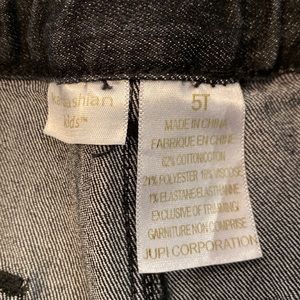 kardashian
kids™
5T
MADE IN CHINA
FABRIQUE EN CHINE
62% COTTON/COTON
21% POLYESTER 16% VISCOSE
1% ELASTANE/ELASTHANNE
EXCLUSIVE OF TRIMMING/
GARNITURE NON COMPRISE
JUPI CORPORATION